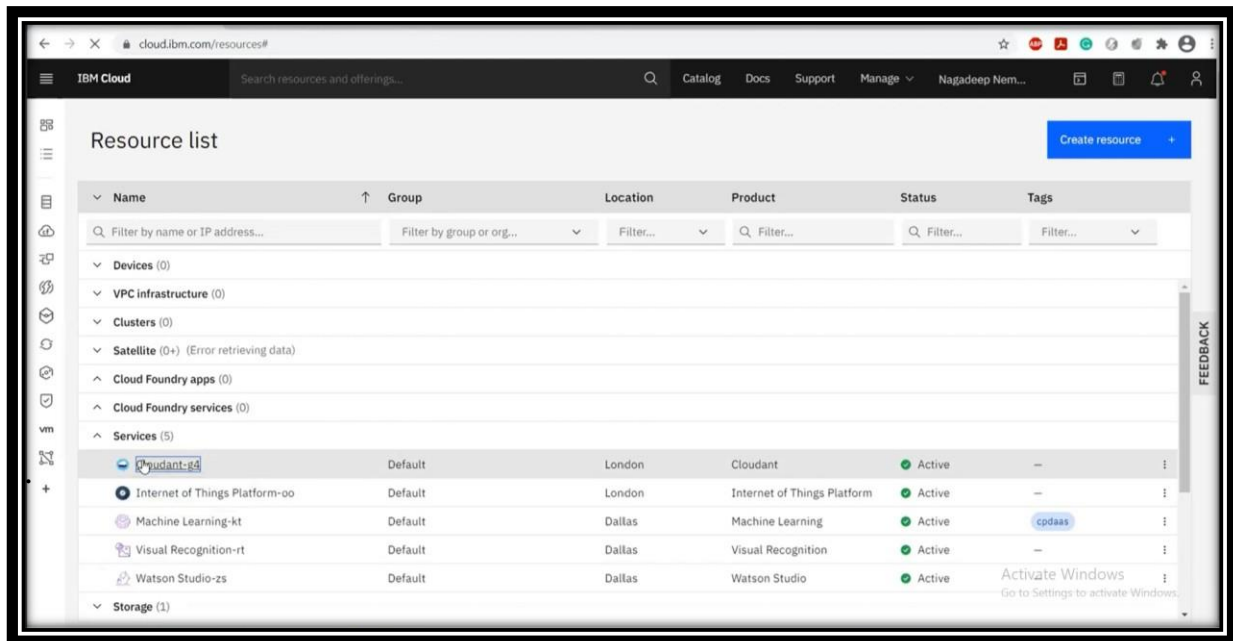 cloud.ibm.com/resources#
ABP
IBM Cloud Search resources and offerings... Catalog Docs Support Manage Nagadeep Nem...
Resource list Create resource +
Name Group Location Product Status Tags
Filter by name or IP address... Filter by group or org... Filter... Filter... Filter... Filter...
Devices (0)
VPC infrastructure (0)
Clusters (0)
Satellite (0+) (Error retrieving data)
Cloud Foundry apps (0)
Cloud Foundry services (0)
vm
Services (5)
Cloudant-g4 Default London Cloudant Active –
Internet of Things Platform-oo Default London Internet of Things Platform Active –
Machine Learning-kt Default Dallas Machine Learning Active cpdaas
Visual Recognition-rt Default Dallas Visual Recognition Active –
Watson Studio-zs Default Dallas Watson Studio Active
Storage (1)
FEEDBACK
Activate Windows
Go to Settings to activate Windows.